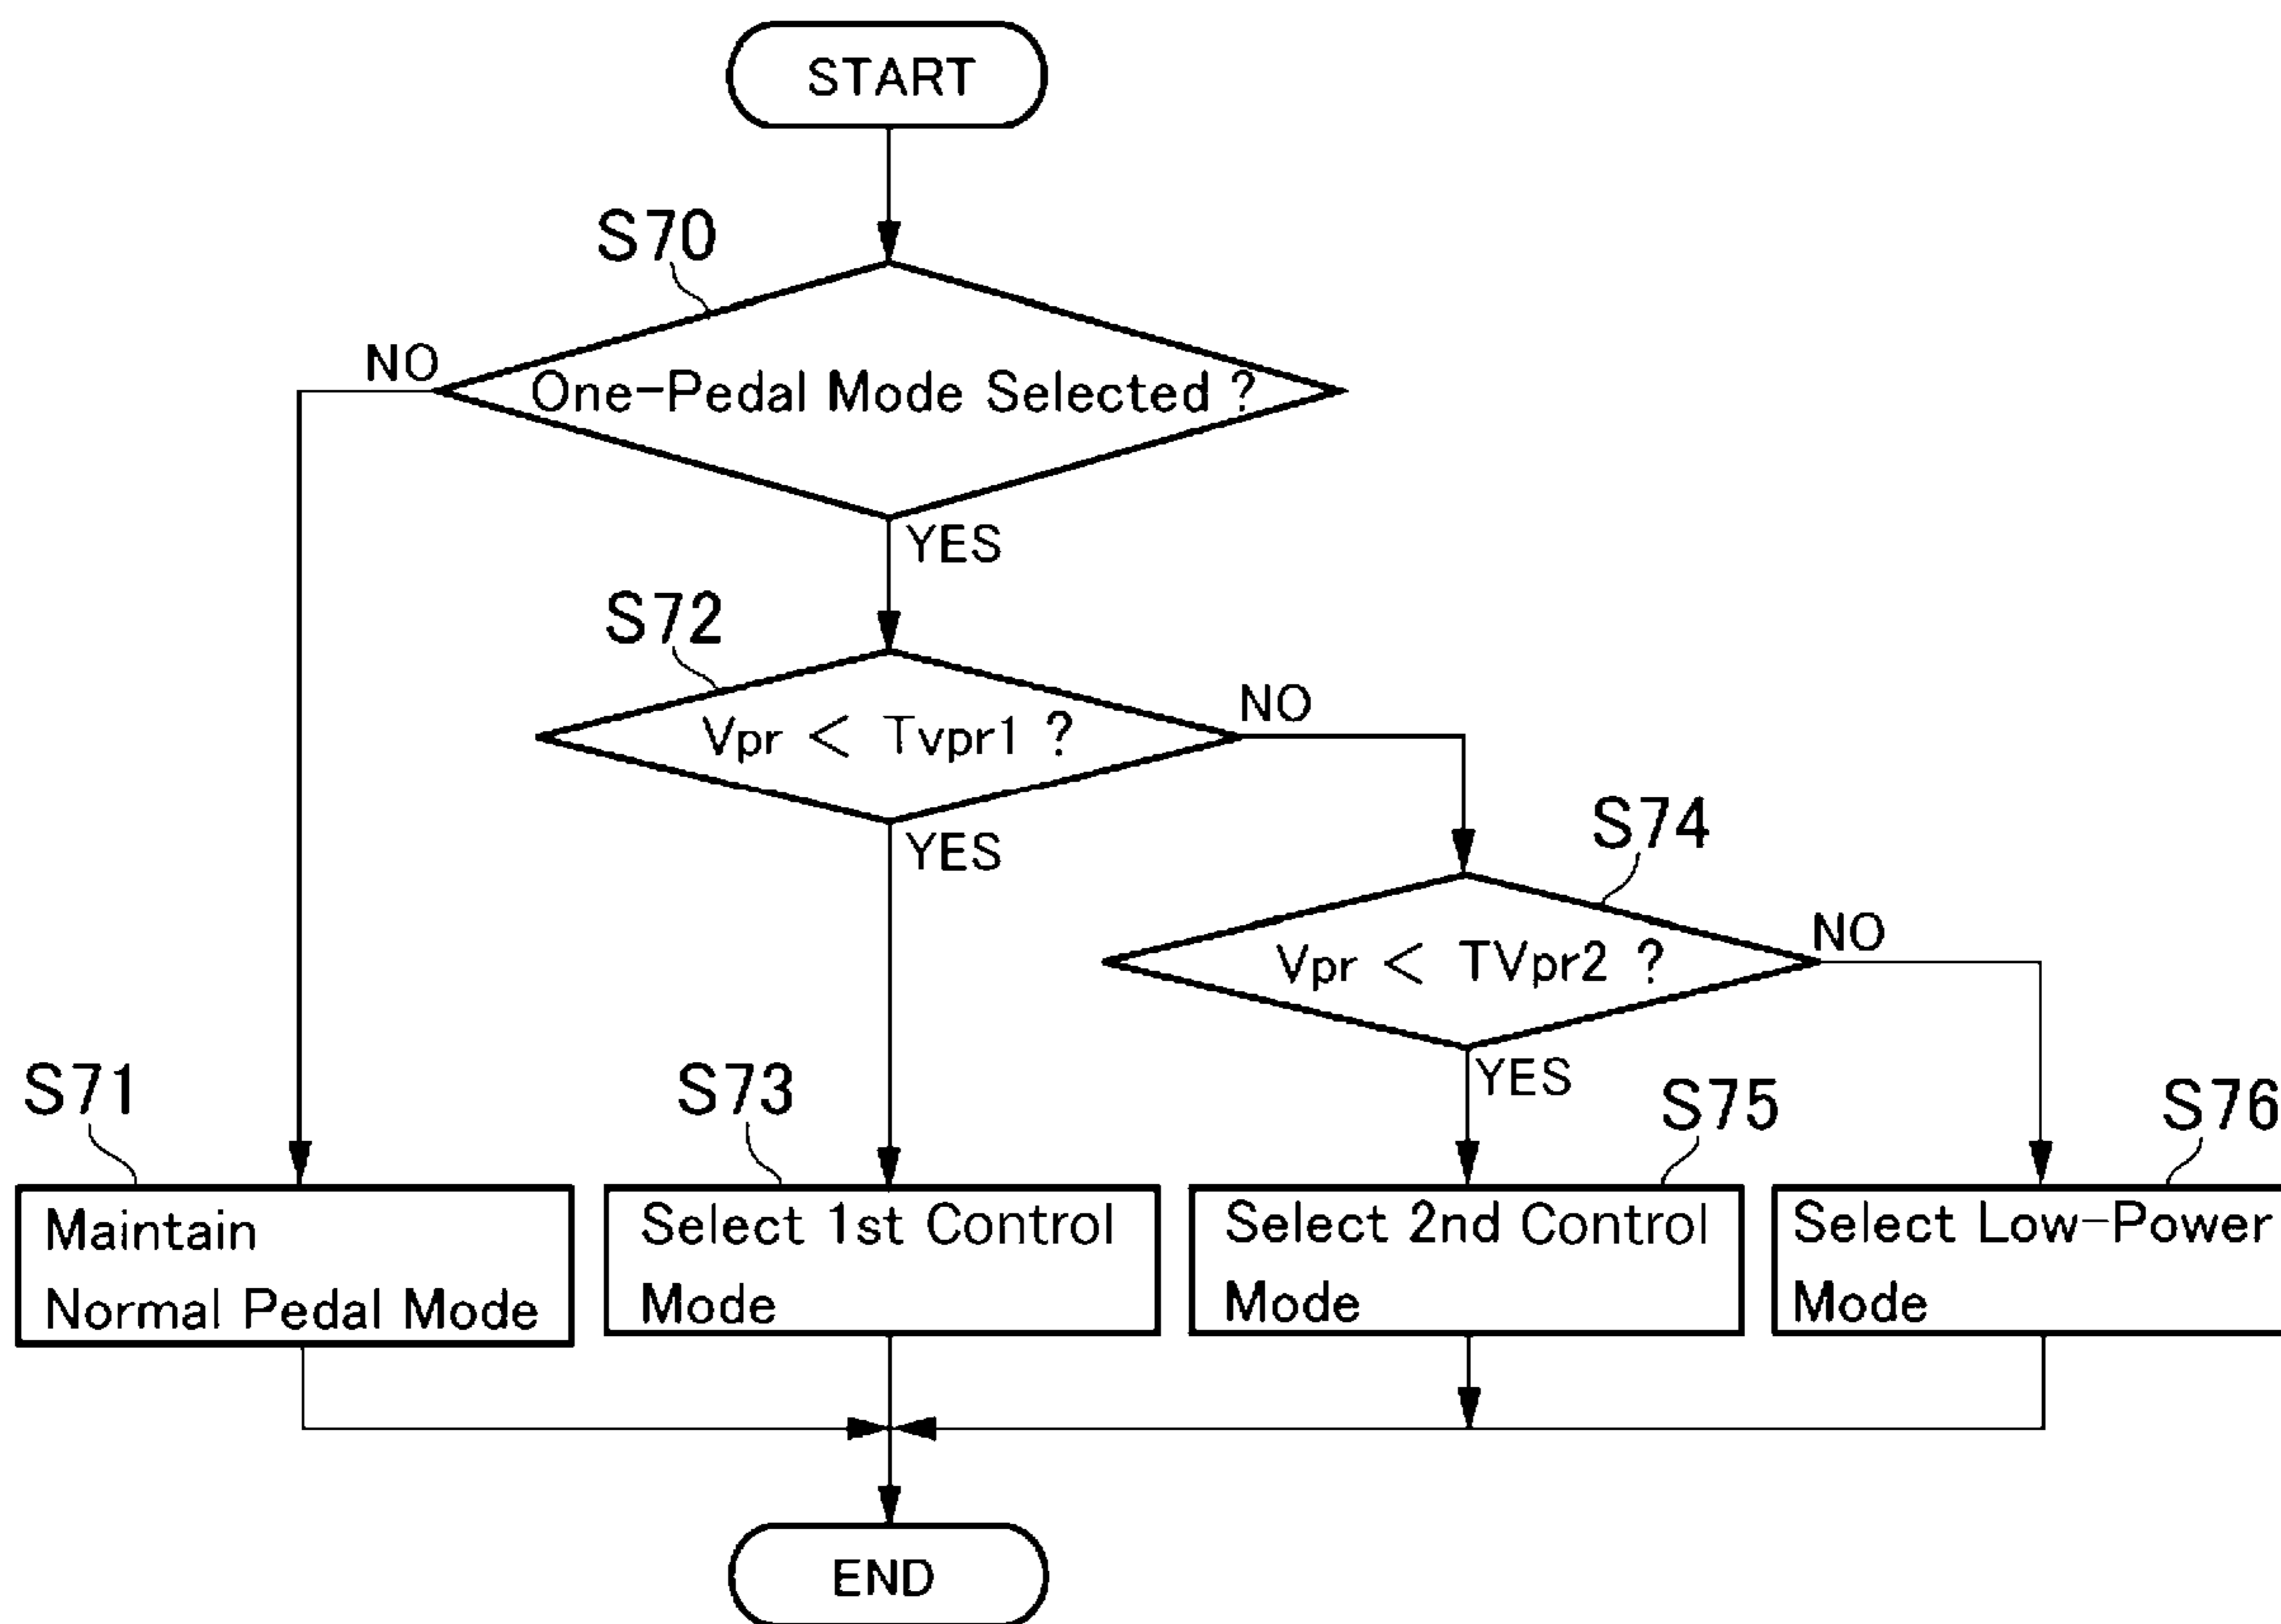 START
S70
NO
One-Pedal Mode Selected ?
YES
S72
Vpr < Tvpr1 ?
NO
YES
S74
Vpr < TVpr2 ?
NO
YES
S71
Maintain
Normal Pedal Mode
S73
Select 1st Control
Mode
S75
Select 2nd Control
Mode
S76
Select Low-Power
Mode
END